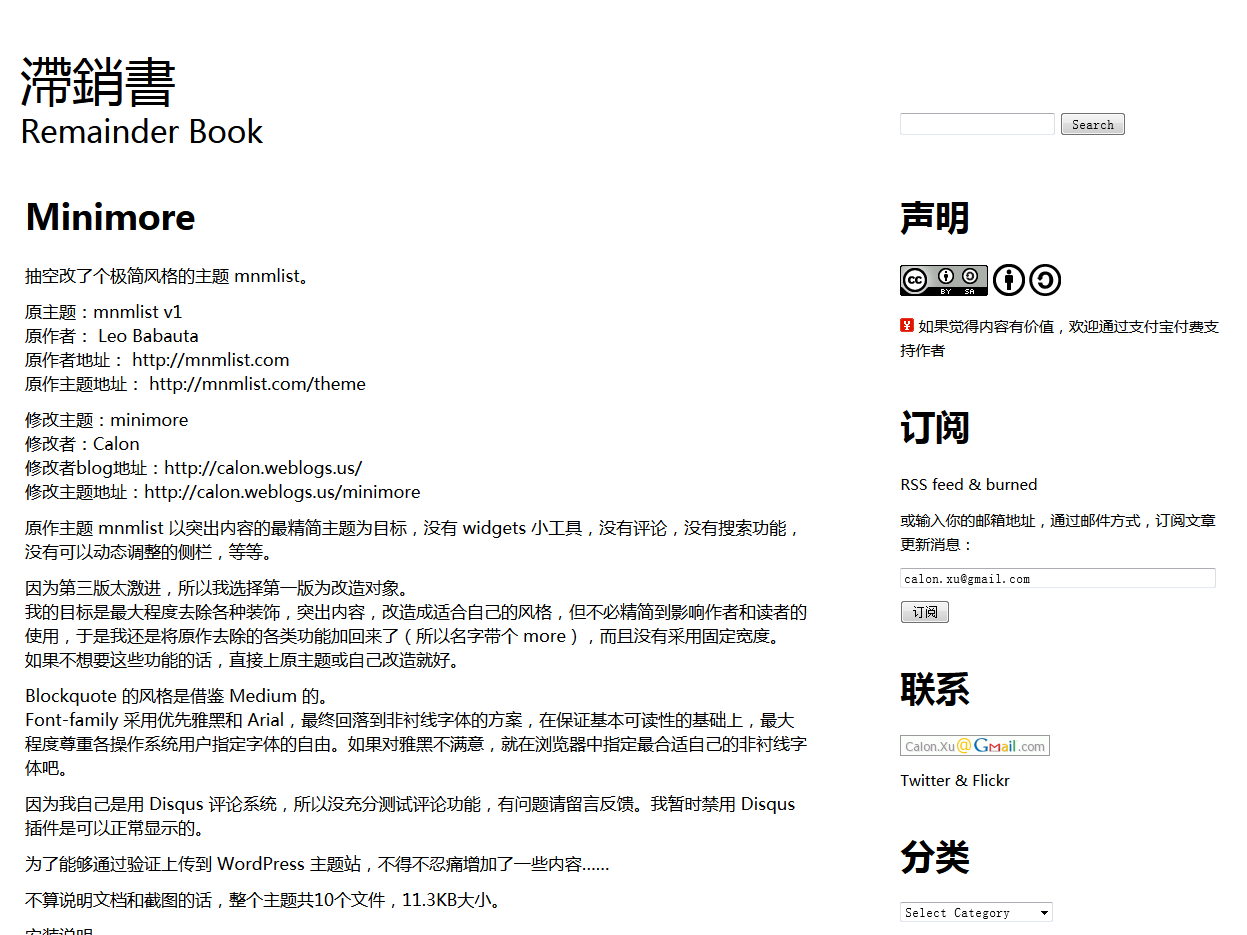 滯銷書
Remainder Book
Search
Minimore
抽空改了个极简风格的主题 mnmlist。
原主题：mnmlist v1
原作者： Leo Babauta
原作者地址： http://mnmlist.com
原作主题地址： http://mnmlist.com/theme
修改主题：minimore
修改者：Calon
修改者blog地址：http://calon.weblogs.us/
修改主题地址：http://calon.weblogs.us/minimore
原作主题 mnmlist 以突出内容的最精简主题为目标，没有 widgets 小工具，没有评论，没有搜索功能，
没有可以动态调整的侧栏，等等。
因为第三版太激进，所以我选择第一版为改造对象。
我的目标是最大程度去除各种装饰，突出内容，改造成适合自己的风格，但不必精简到影响作者和读者的
使用，于是我还是将原作去除的各类功能加回来了（所以名字带个 more），而且没有采用固定宽度。
如果不想要这些功能的话，直接上原主题或自己改造就好。
Blockquote 的风格是借鉴 Medium 的。
Font-family 采用优先雅黑和 Arial，最终回落到非衬线字体的方案，在保证基本可读性的基础上，最大
程度尊重各操作系统用户指定字体的自由。如果对雅黑不满意，就在浏览器中指定最合适自己的非衬线字
体吧。
因为我自己是用 Disqus 评论系统，所以没充分测试评论功能，有问题请留言反馈。我暂时禁用 Disqus
插件是可以正常显示的。
为了能够通过验证上传到 WordPress 主题站，不得不忍痛增加了一些内容……
不算说明文档和截图的话，整个主题共10个文件，11.3KB大小。
安装说明
声明
cc BY SA
¥ 如果觉得内容有价值，欢迎通过支付宝付费支
持作者
订阅
RSS feed & burned
或输入你的邮箱地址，通过邮件方式，订阅文章
更新消息：
calon.xu@gmail.com
订阅
联系
Calon.Xu@Gmail.com
Twitter & Flickr
分类
Select Category